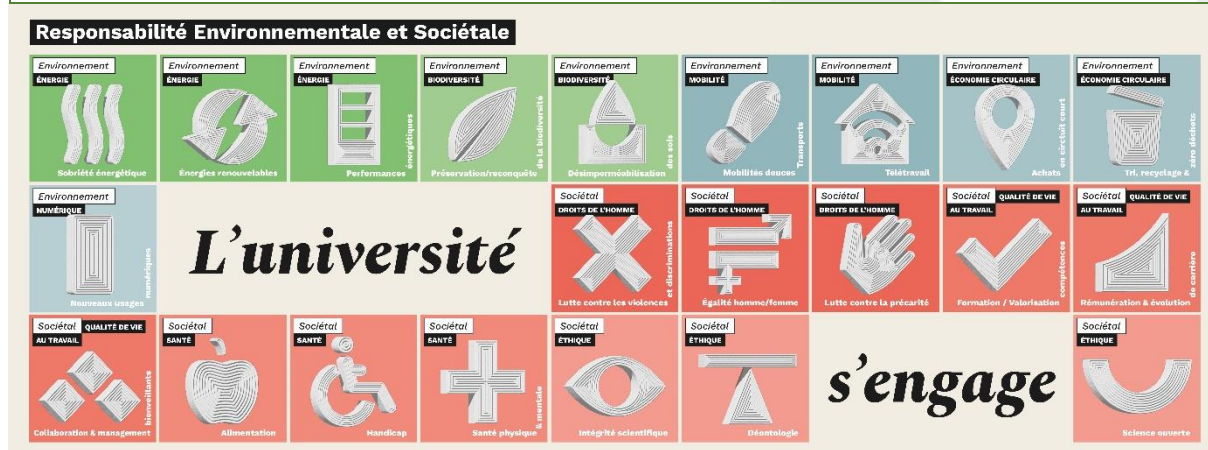 Responsabilité Environnementale et Sociétale
Environnement
ÉNERGIE
Sobriété énergétique
Environnement
ÉNERGIE
Énergies renouvelables
Environnement
ÉNERGIE
Performances
énergétiques
Environnement
BIODIVERSITÉ
Préservation/reconquête
de la biodiversité
Environnement
BIODIVERSITÉ
Désimperméabilisation
des sols
Environnement
MOBILITÉ
Mobilités douces
Transports
Environnement
MOBILITÉ
Télétravail
Environnement
ÉCONOMIE CIRCULAIRE
Achats
en circuit court
Environnement
ÉCONOMIE CIRCULAIRE
Tri, recyclage &
zéro déchets
Environnement
NUMÉRIQUE
Nouveaux usages
numériques
L'université
Sociétal
DROITS DE L'HOMME
Lutte contre les violences
et discriminations
Sociétal
DROITS DE L'HOMME
Égalité homme/femme
Sociétal
DROITS DE L'HOMME
Lutte contre la précarité
Sociétal QUALITÉ DE VIE
AU TRAVAIL
Formation / Valorisation
compétences
Sociétal QUALITÉ DE VIE
AU TRAVAIL
Rémunération & évolution
de carrière
Sociétal QUALITÉ DE VIE
AU TRAVAIL
Collaboration & management
bienveillants
Sociétal
SANTÉ
Alimentation
Sociétal
SANTÉ
Handicap
Sociétal
SANTÉ
Santé physique
& mentale
Sociétal
ÉTHIQUE
Intégrité scientifique
Sociétal
ÉTHIQUE
Déontologie
s'engage
Sociétal
ÉTHIQUE
Science ouverte